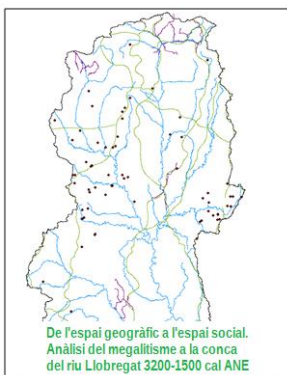 De l'espai geogràfic a l'espai social.
Anàlisi del megalitisme a la conca
del riu Llobregat 3200-1500 cal ANE